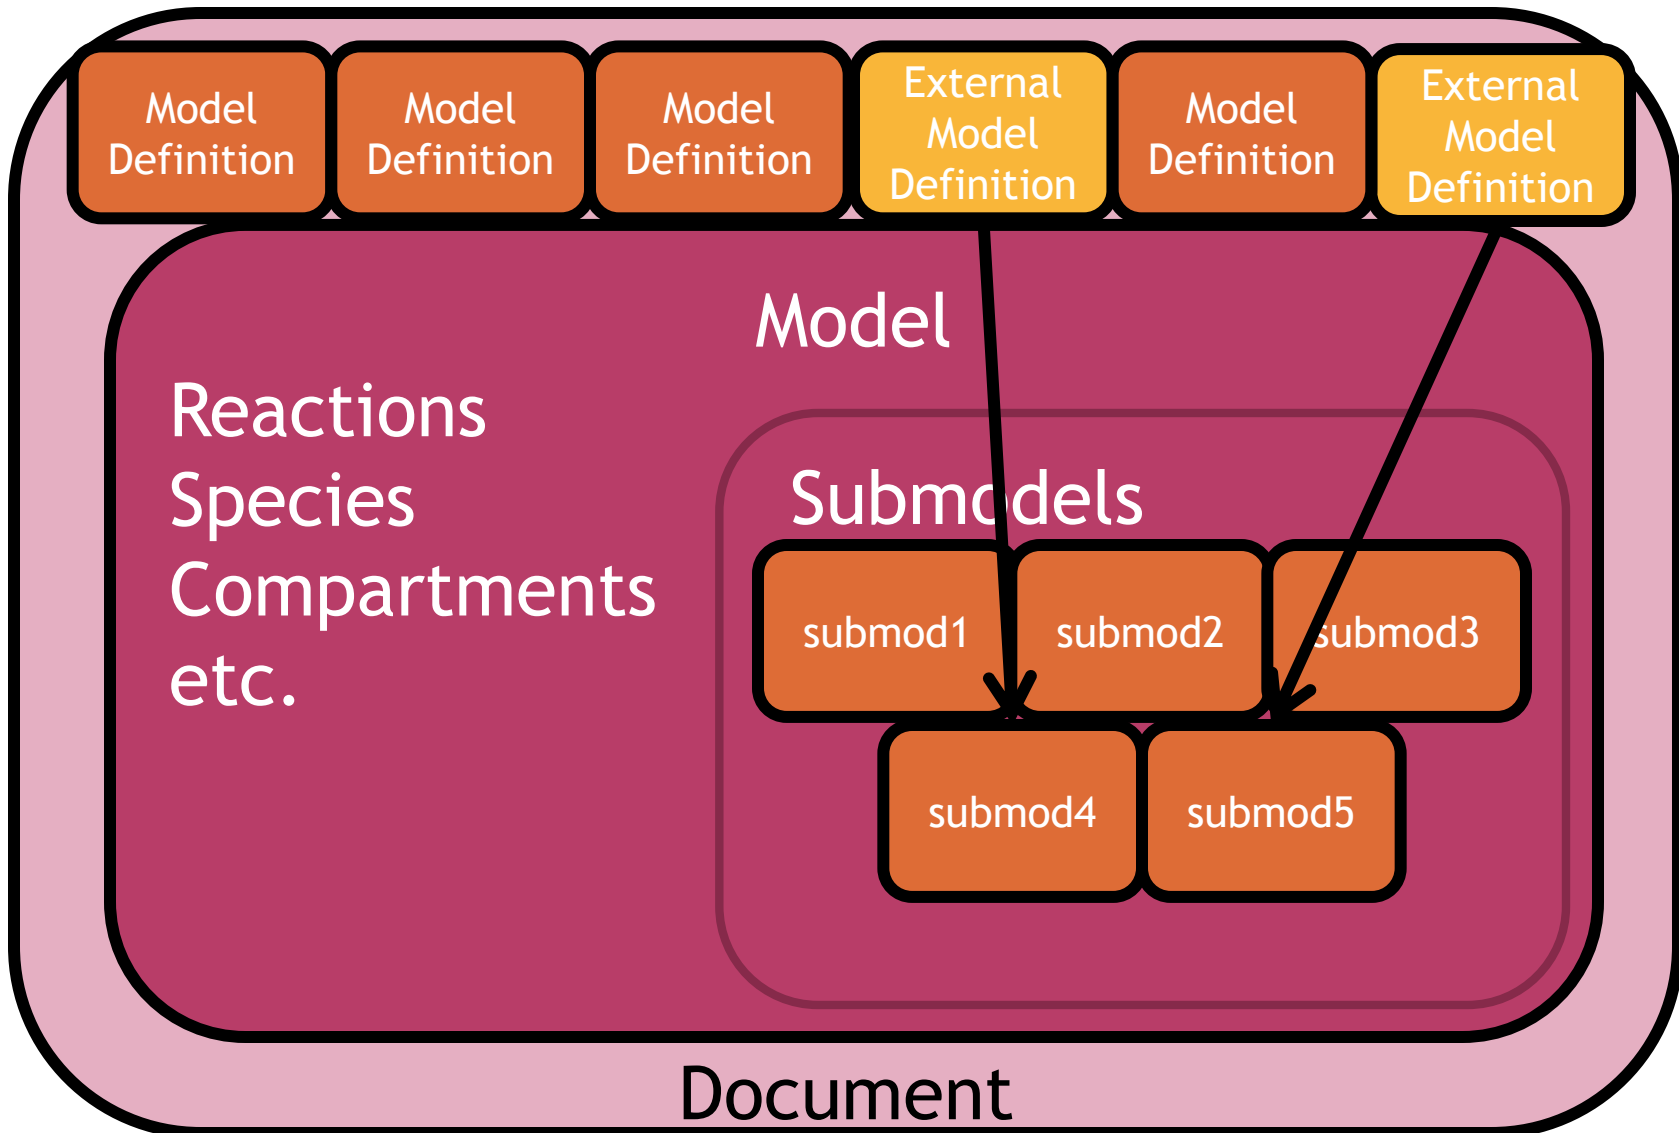 Model
Definition
Model
Definition
Model
Definition
External
Model
Definition
Model
Definition
External
Model
Definition
Model
Reactions
Species
Compartments
etc.
Submodels
submod1
submod2
submod3
submod4
submod5
Document